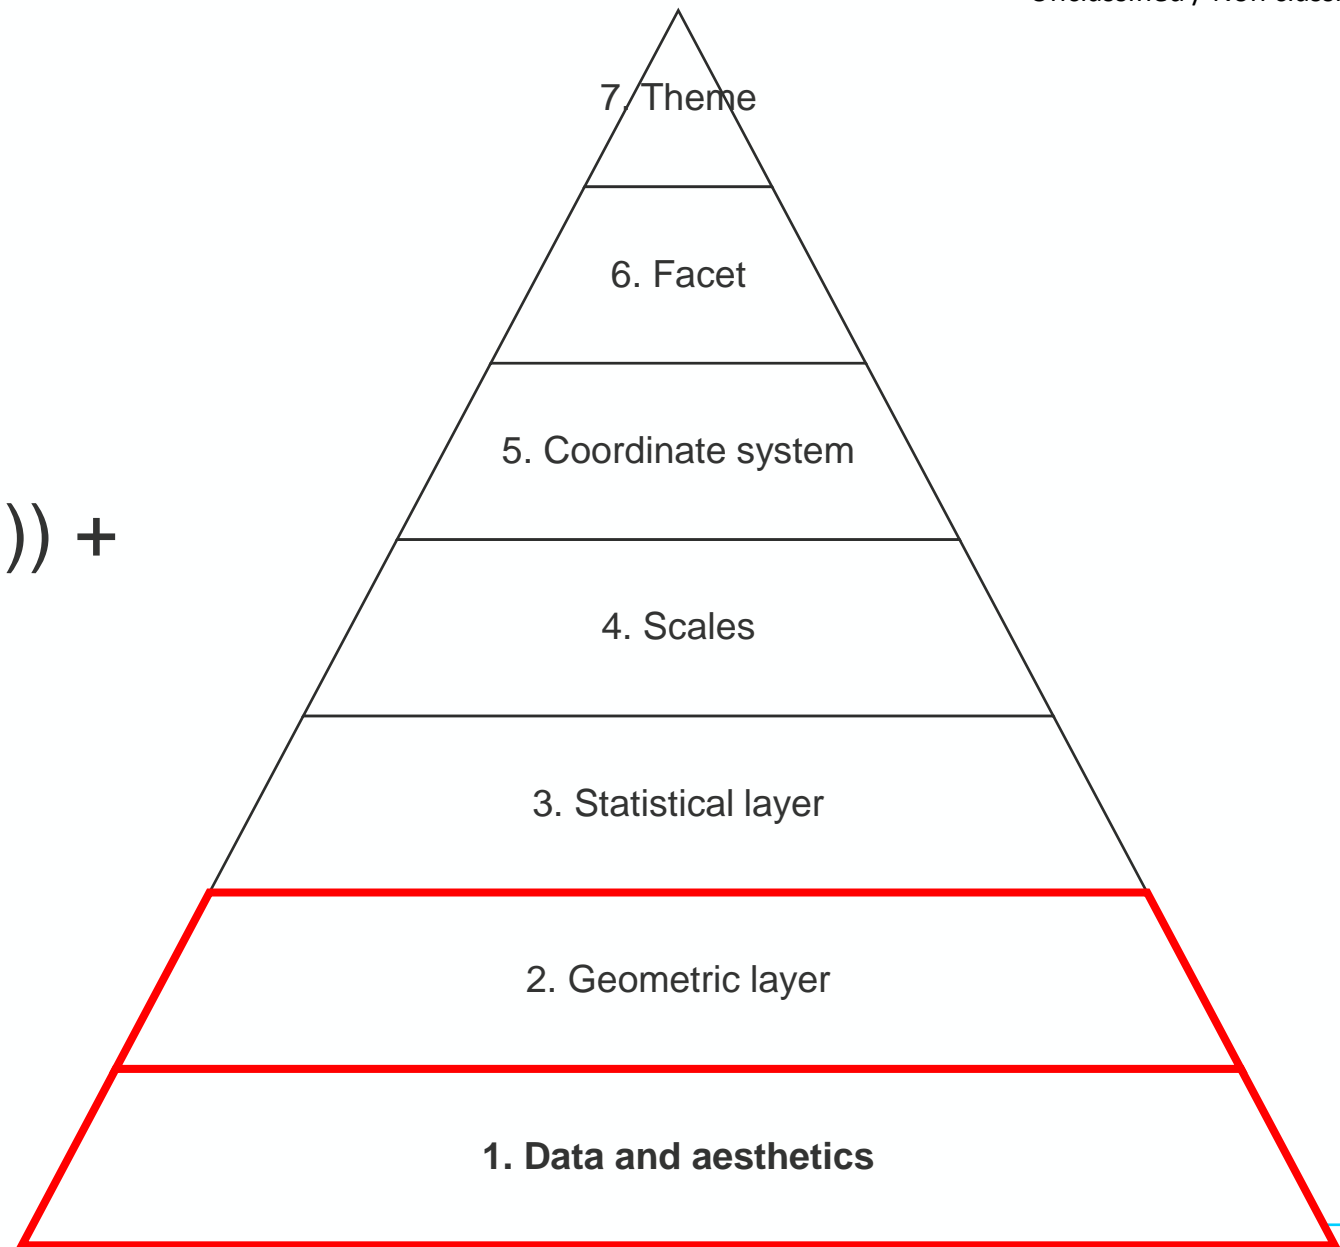 7. Theme
6. Facet
5. Coordinate system
)) +
4. Scales
3. Statistical layer
2. Geometric layer
1. Data and aesthetics